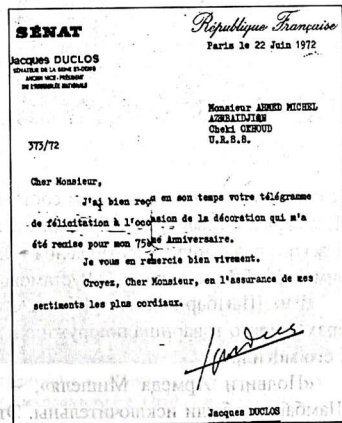 SÉNAT
République Française
Paris le 22 Juin 1972
Jacques DUCLOS
SÉNATEUR DE LA SEINE ST-DENIS
ANCIEN VICE-PRÉSIDENT
DE L'ASSEMBLÉE NATIONALE
Monsieur AHMED MICHEL
AZERBAIDJAN
Cheki OKHOUD
U.R.S.S.
373/72
Cher Monsieur,
J'ai bien reçu en son temps votre télégramme
de félicitation à l'occasion de la décoration qui m'a
été remise pour mon 75ème Anniversaire.
Je vous en remercie bien vivement.
Croyez, Cher Monsieur, en l'assurance de mes
sentiments les plus cordiaux.
Jacques DUCLOS